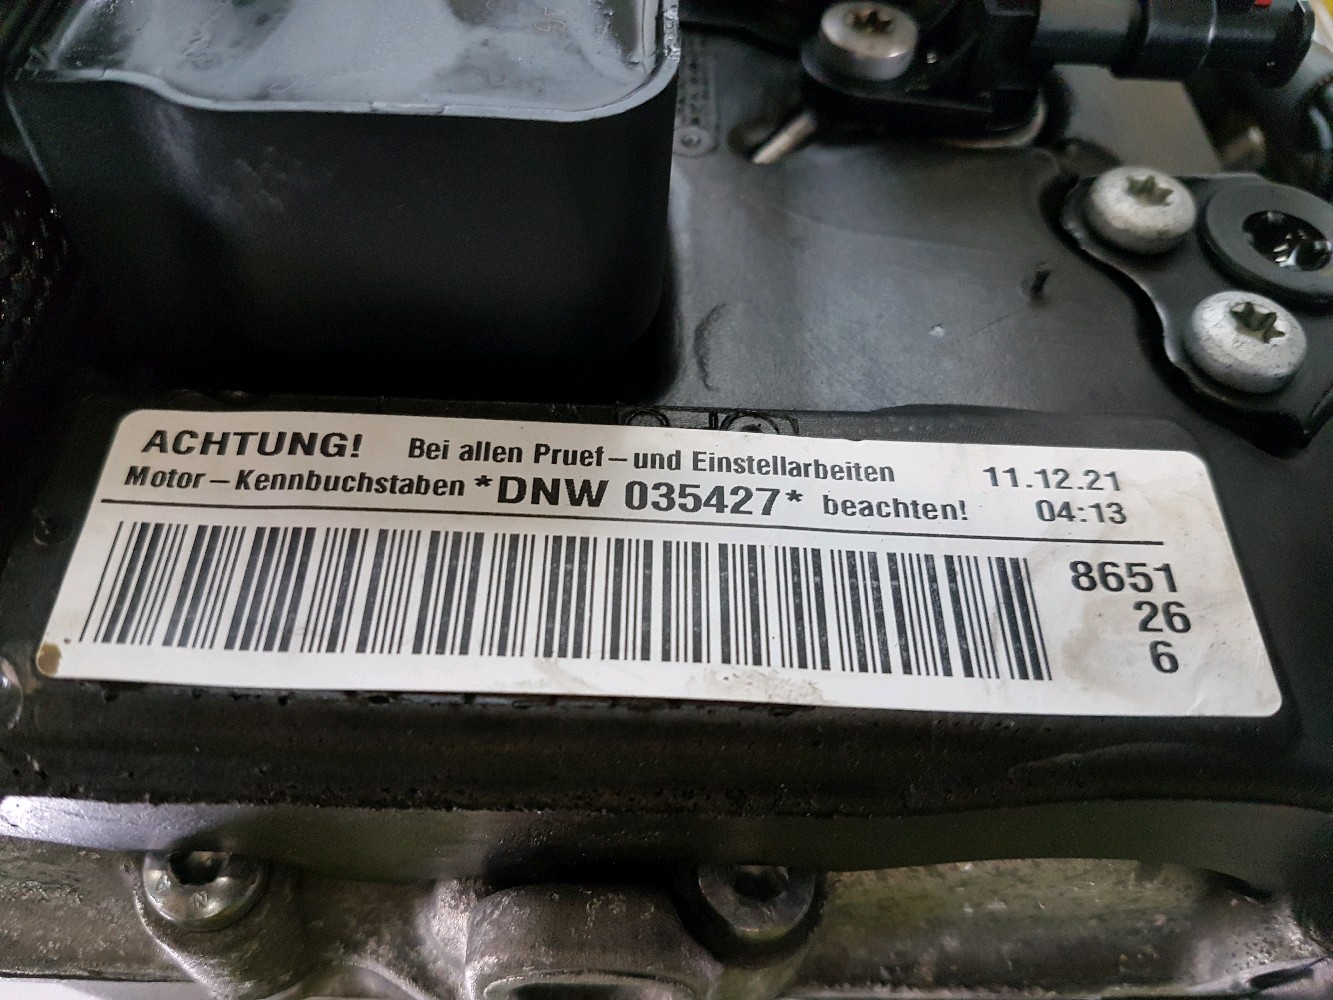 ACHTUNG! Bei allen Pruef-und Einstellarbeiten 11.12.21
Motor-Kennbuchstaben *DNW 035427* beachten! 04:13
8651
26
6